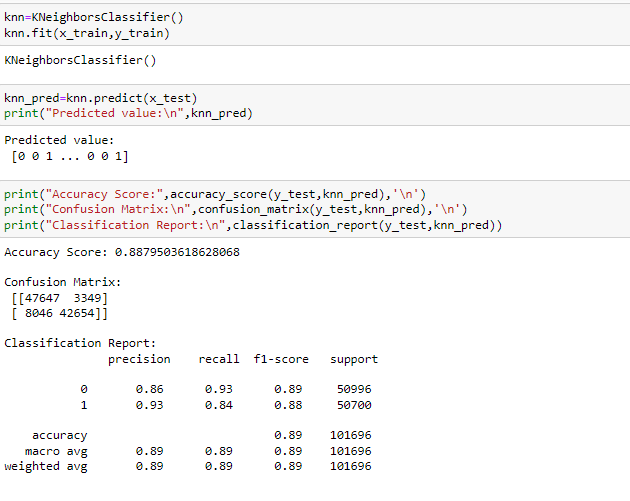 knn=KNeighborsClassifier()
knn.fit(x_train,y_train)
KNeighborsClassifier()
knn_pred=knn.predict(x_test)
print("Predicted value:\n",knn_pred)
Predicted value:
 [0 0 1 ... 0 0 1]
print("Accuracy Score:",accuracy_score(y_test,knn_pred),'\n')
print("Confusion Matrix:\n",confusion_matrix(y_test,knn_pred),'\n')
print("Classification Report:\n",classification_report(y_test,knn_pred))
Accuracy Score: 0.8879503618628068
Confusion Matrix:
 [[47647  3349]
 [ 8046 42654]]
Classification Report:
              precision    recall  f1-score   support
           0       0.86      0.93      0.89     50996
           1       0.93      0.84      0.88     50700
    accuracy                           0.89    101696
   macro avg       0.89      0.89      0.89    101696
weighted avg       0.89      0.89      0.89    101696